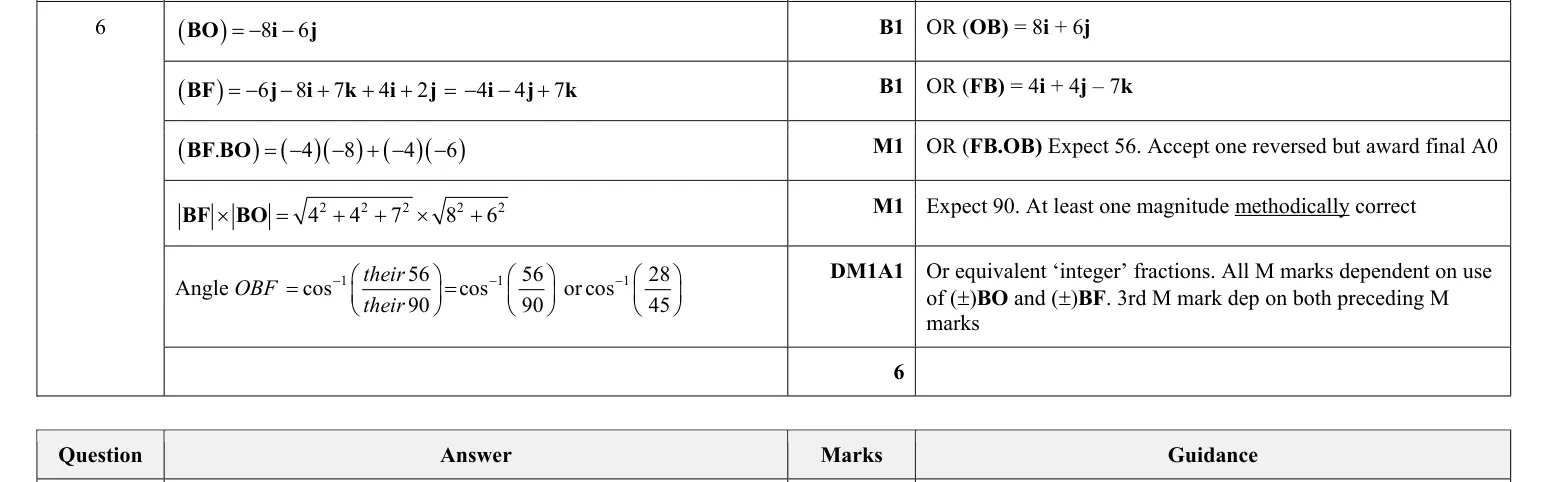 6
(BO) = −8i − 6j
B1
OR (OB) = 8i + 6j
(BF) = −6j − 8i + 7k + 4i + 2j = −4i − 4j + 7k
B1
OR (FB) = 4i + 4j – 7k
(BF.BO) = (−4)(−8) + (−4)(−6)
M1
OR (FB.OB) Expect 56. Accept one reversed but award final A0
|BF| × |BO| = √(4² + 4² + 7²) × √(8² + 6²)
M1
Expect 90. At least one magnitude methodically correct
Angle OBF = cos⁻¹(their 56 / their 90) = cos⁻¹(56/90) or cos⁻¹(28/45)
DM1A1
Or equivalent ‘integer’ fractions. All M marks dependent on use
of (±)BO and (±)BF. 3rd M mark dep on both preceding M
marks
6
Question Answer Marks Guidance